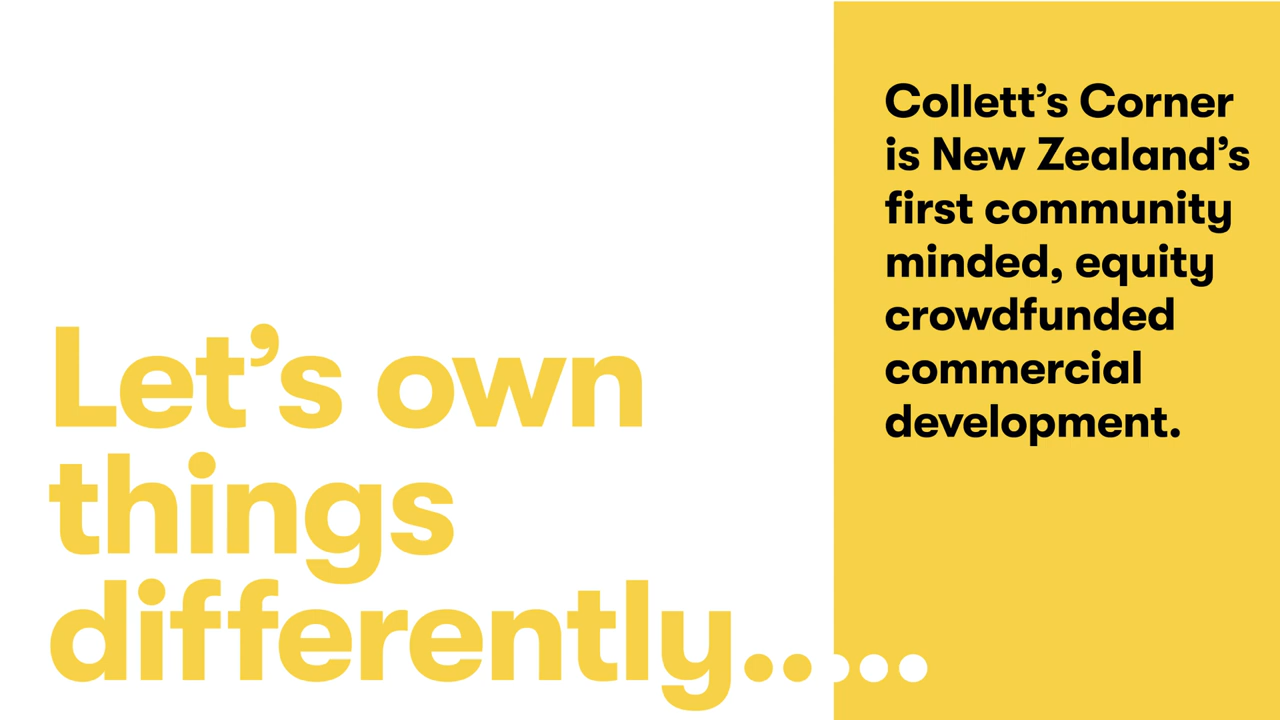 Let’s own
things
differently.....
Collett’s Corner
is New Zealand’s
first community
minded, equity
crowdfunded
commercial
development.